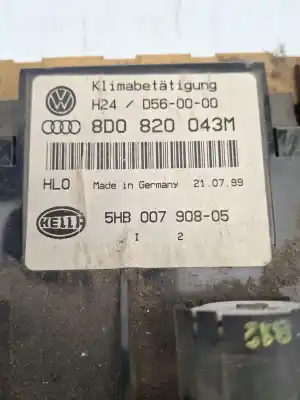 Klimabetätigung
H24 / D56-00-00
8D0 820 043M
HLO Made in Germany 21.07.99
HELLA
5HB 007 908-05
I 2
B12